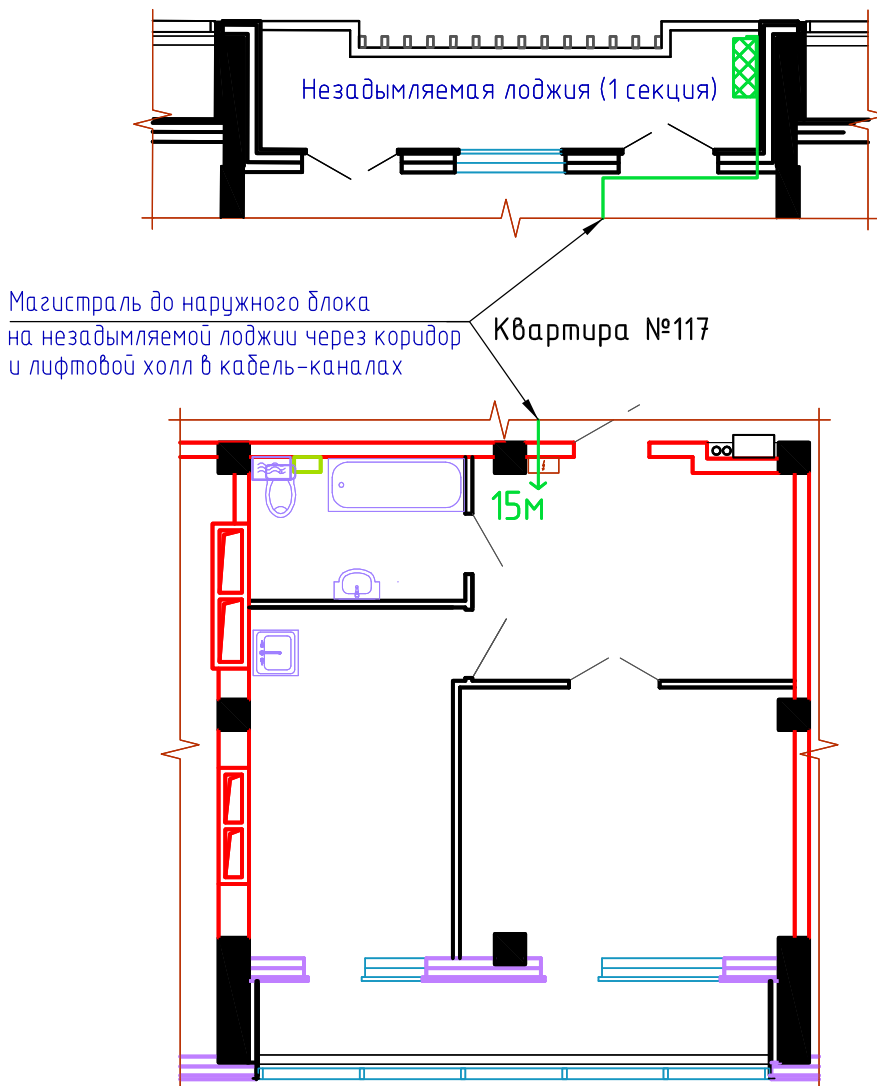 Незадымляемая лоджия (1 секция)
Магистраль до наружного блока
на незадымляемой лоджии через коридор
и лифтовой холл в кабель-каналах
Квартира №117
15м